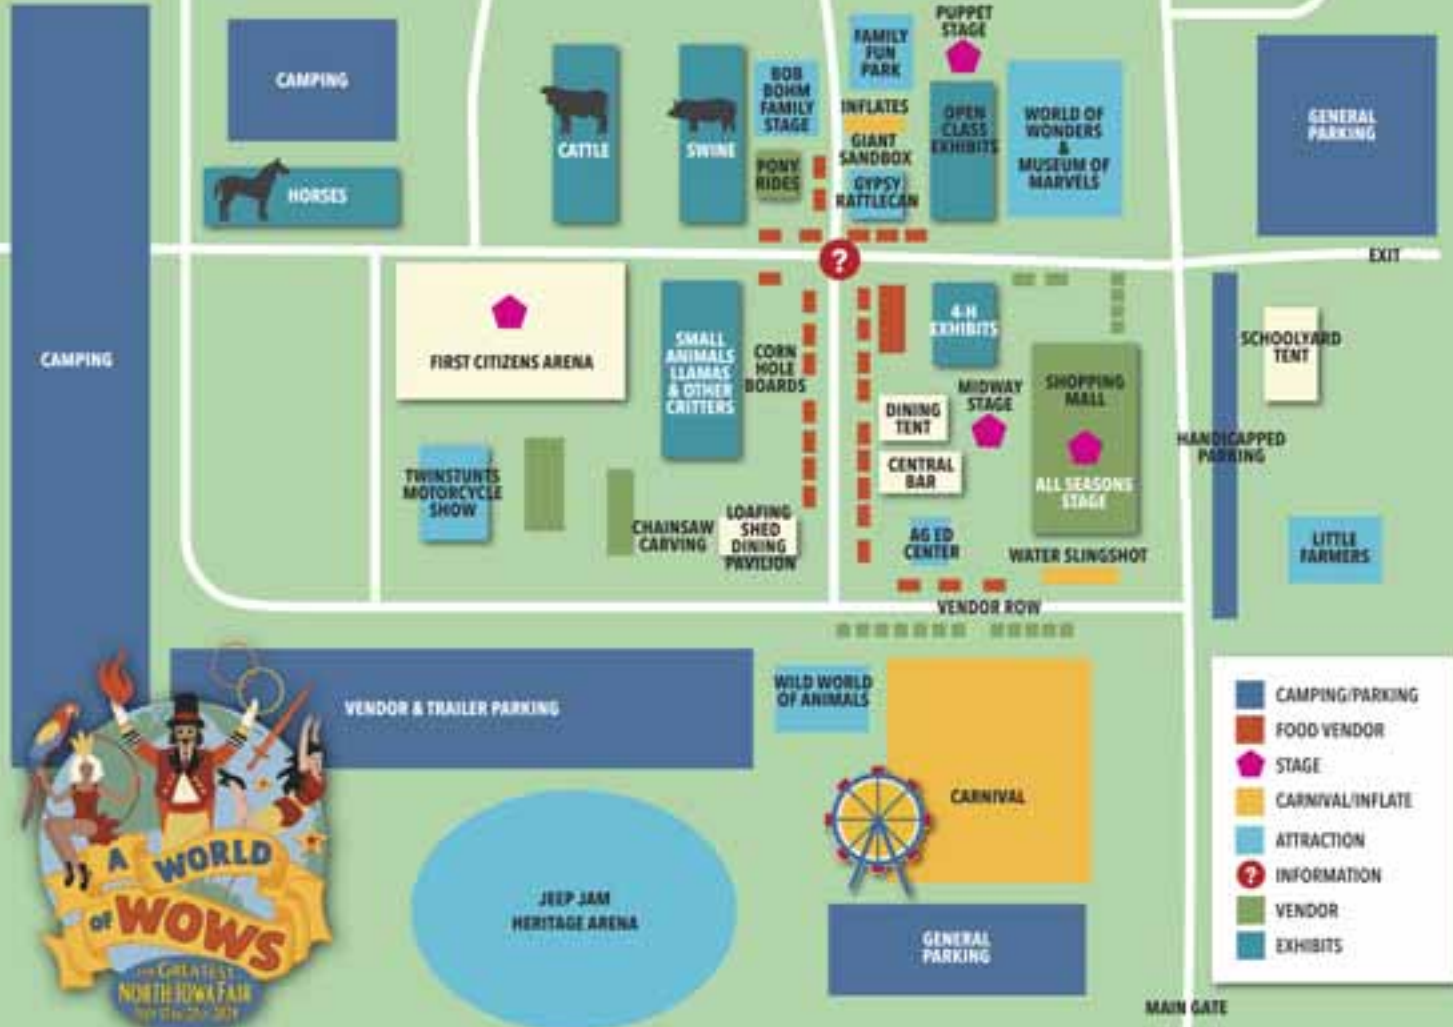 PUPPET
STAGE
FAMILY
FUN
PARK
CAMPING
BOB
BOHM
FAMILY
STAGE
INFLATES
OPEN
CLASS
EXHIBITS
WORLD OF
WONDERS
&
MUSEUM OF
MARVELS
GENERAL
PARKING
CATTLE
SWINE
GIANT
SANDBOX
PONY
RIDES
GYPSY
RATTLECAN
HORSES
?
EXIT
FIRST CITIZENS ARENA
SMALL
ANIMALS
LLAMAS
& OTHER
CRITTERS
CORN
HOLE
BOARDS
4-H
EXHIBITS
SCHOOLYARD
TENT
CAMPING
MIDWAY
STAGE
SHOPPING
MALL
DINING
TENT
HANDICAPPED
PARKING
CENTRAL
BAR
ALL SEASONS
STAGE
TWINSTUNTS
MOTORCYCLE
SHOW
CHAINSAW
CARVING
LOAFING
SHED
DINING
PAVILION
AG ED
CENTER
WATER SLINGSHOT
LITTLE
FARMERS
VENDOR ROW
VENDOR & TRAILER PARKING
WILD WORLD
OF ANIMALS
CARNIVAL
JEEP JAM
HERITAGE ARENA
GENERAL
PARKING
MAIN GATE
CAMPING/PARKING
FOOD VENDOR
STAGE
CARNIVAL/INFLATE
ATTRACTION
? INFORMATION
VENDOR
EXHIBITS
A WORLD
OF WOWS
GREATEST
NORTH IOWA FAIR